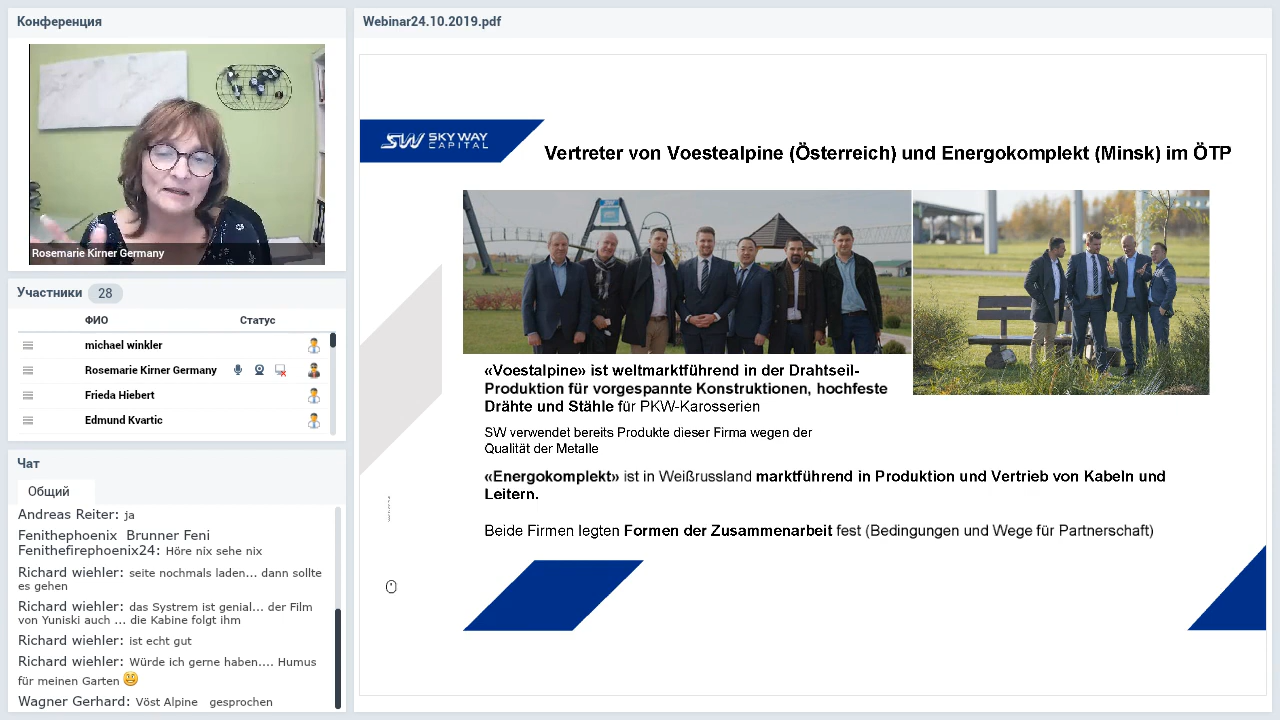 Конференция
Rosemarie Kirner Germany
Участники 28
ФИО Статус
michael winkler
Rosemarie Kirner Germany
Frieda Hiebert
Edmund Kvartic
Чат
Общий
Andreas Reiter: ja
Fenithephoenix Brunner Feni
Fenithefirephoenix24: Höre nix sehe nix
Richard wiehler: seite nochmals laden... dann sollte
es gehen
Richard wiehler: das Systrem ist genial... der Film
von Yuniski auch ... die Kabine folgt ihm
Richard wiehler: ist echt gut
Richard wiehler: Würde ich gerne haben.... Humus
für meinen Garten
Wagner Gerhard: Vöst Alpine gesprochen
Webinar24.10.2019.pdf
SW SKY WAY
CAPITAL
Vertreter von Voestealpine (Österreich) und Energokomplekt (Minsk) im ÖTP
«Voestalpine» ist weltmarktführend in der Drahtseil-
Produktion für vorgespannte Konstruktionen, hochfeste
Drähte und Stähle für PKW-Karosserien
SW verwendet bereits Produkte dieser Firma wegen der
Qualität der Metalle
«Energokomplekt» ist in Weißrussland marktführend in Produktion und Vertrieb von Kabeln und
Leitern.
Beide Firmen legten Formen der Zusammenarbeit fest (Bedingungen und Wege für Partnerschaft)